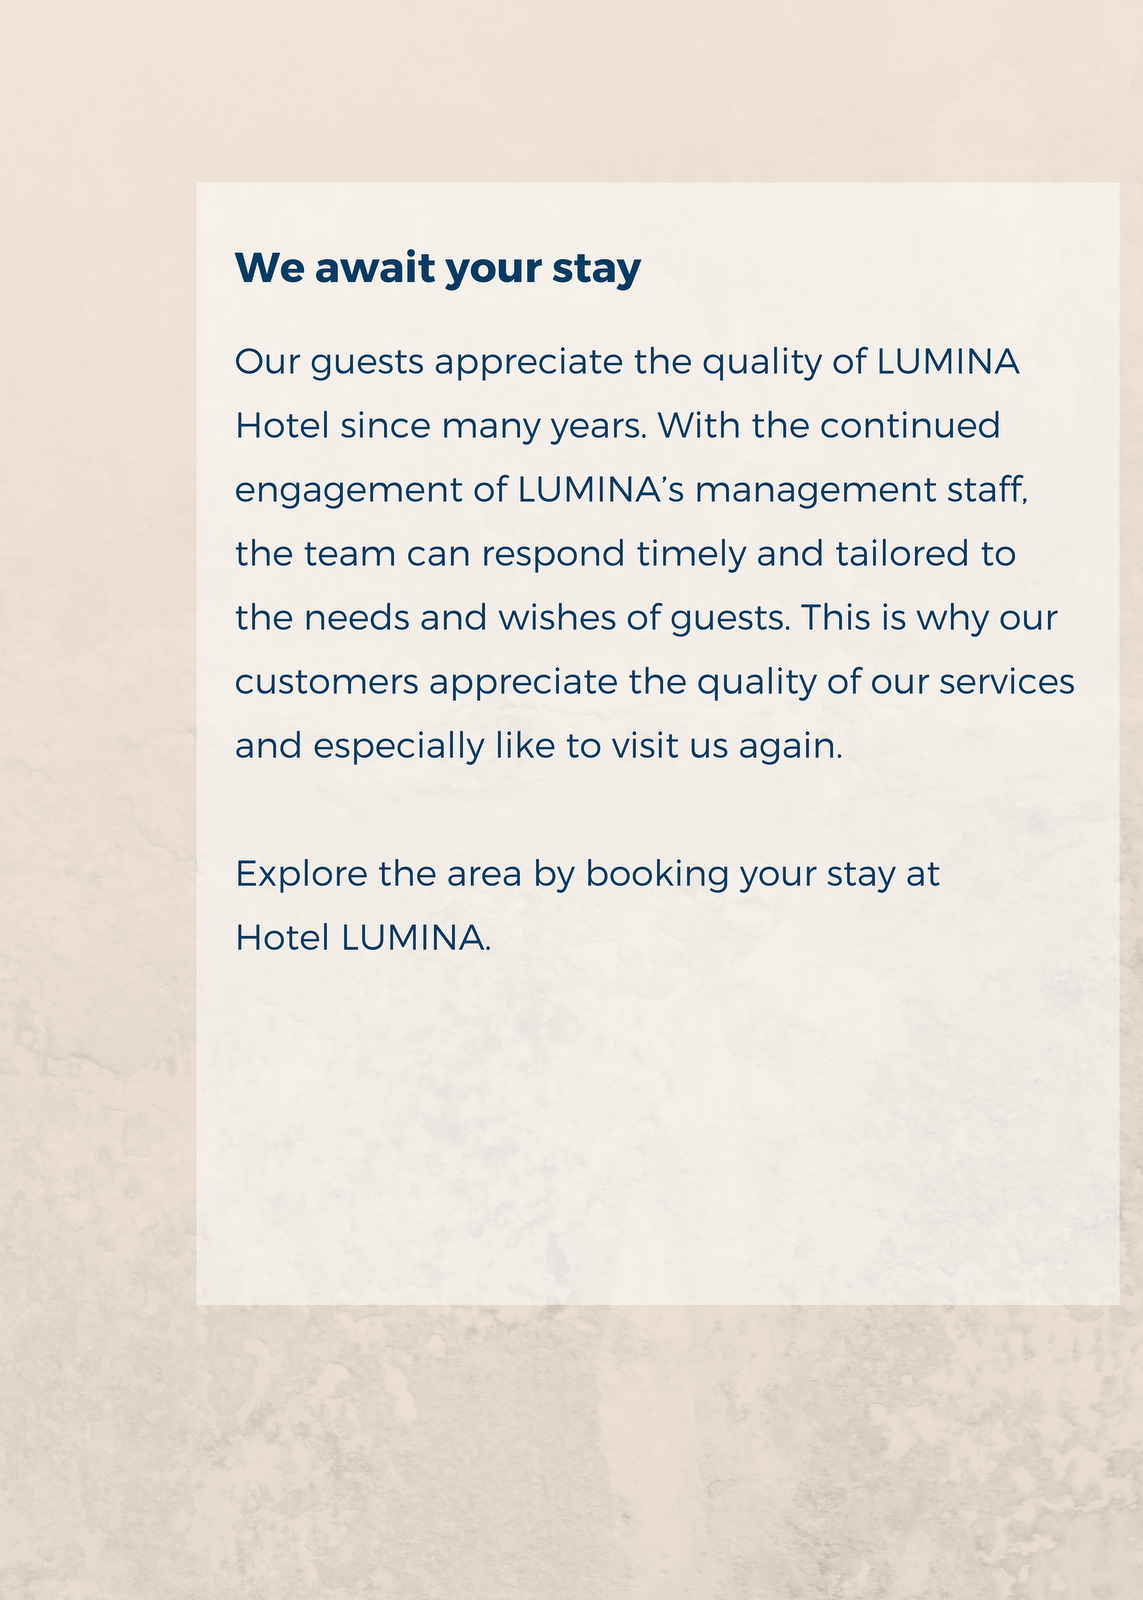 We await your stay
Our guests appreciate the quality of LUMINA
Hotel since many years. With the continued
engagement of LUMINA’s management staff,
the team can respond timely and tailored to
the needs and wishes of guests. This is why our
customers appreciate the quality of our services
and especially like to visit us again.
Explore the area by booking your stay at
Hotel LUMINA.